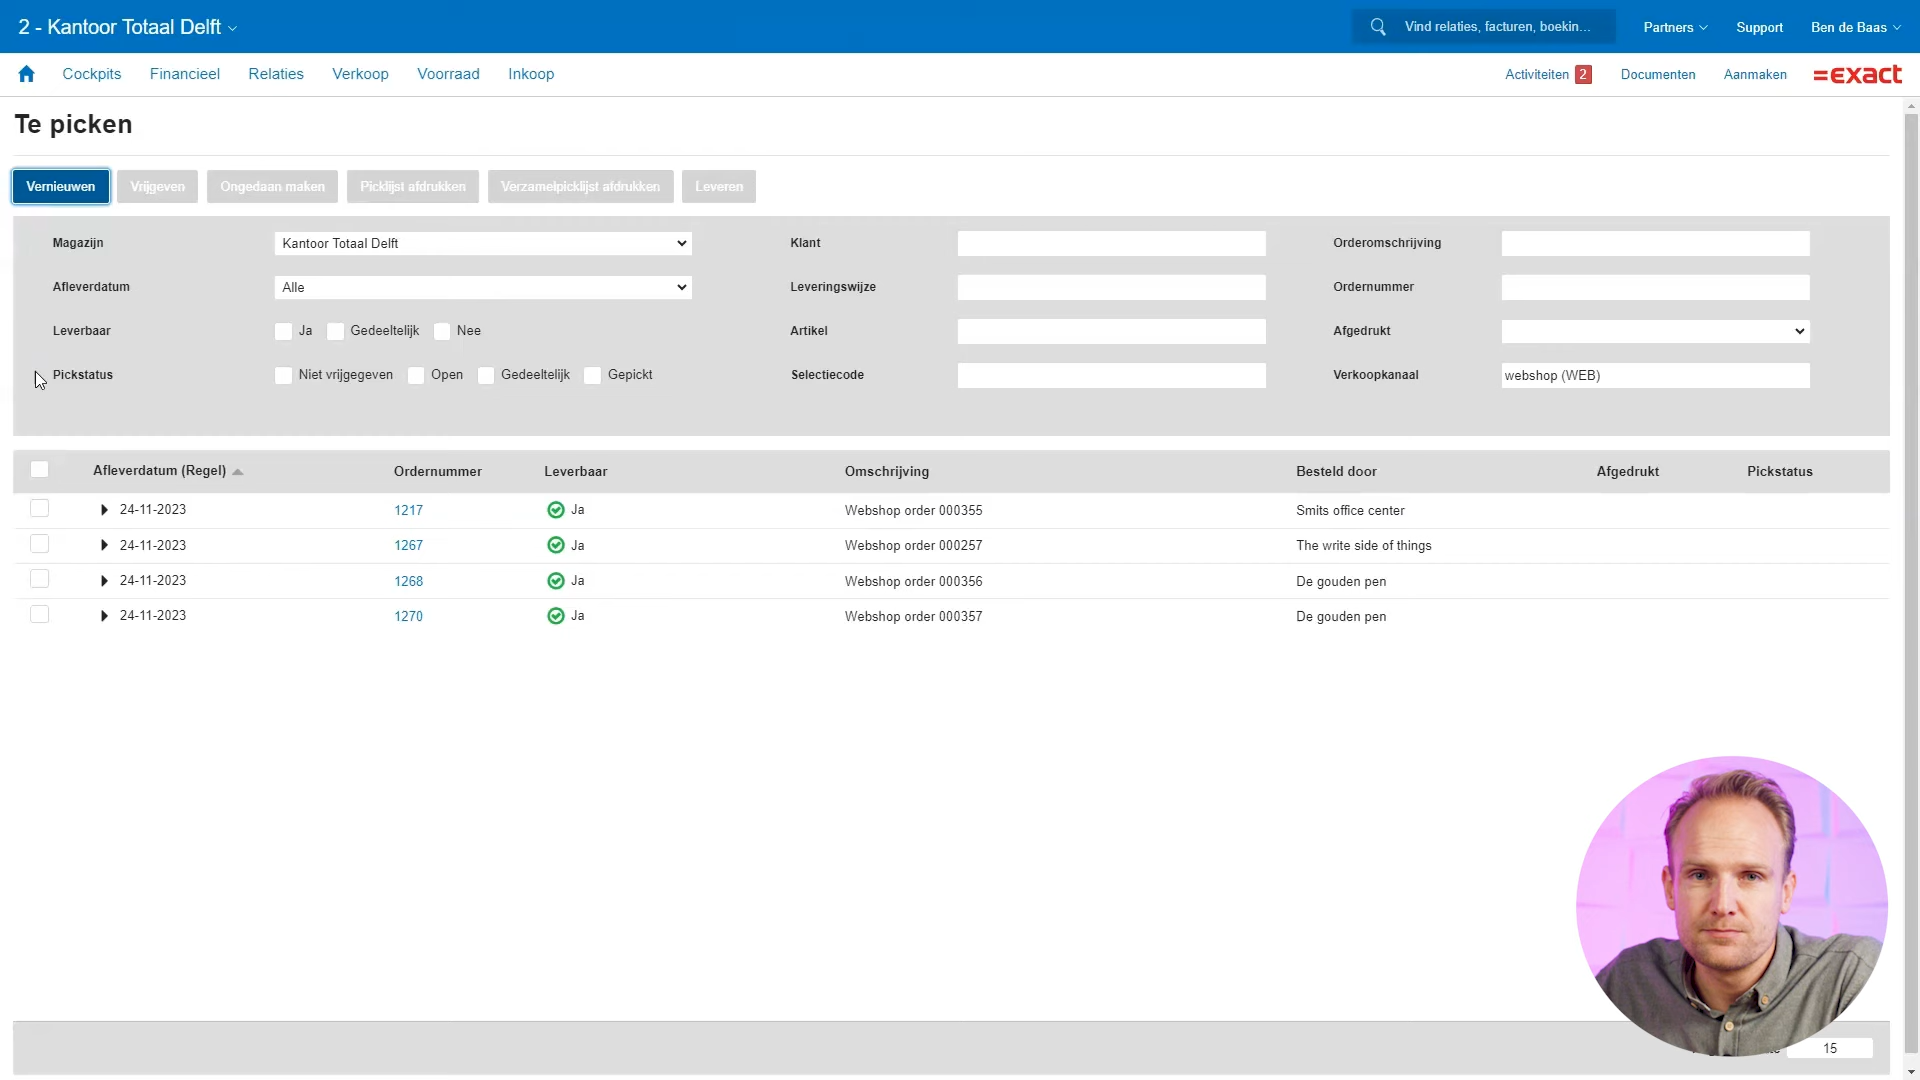 2 - Kantoor Totaal Delft
Vind relaties, facturen, boekin...
Partners
Support
Ben de Baas
Cockpits
Financieel
Relaties
Verkoop
Voorraad
Inkoop
Activiteiten 2
Documenten
Aanmaken
=exact
Te picken
Vernieuwen
Vrijgeven
Ongedaan maken
Picklijst afdrukken
Verzamelpicklijst afdrukken
Leveren
Magazijn Kantoor Totaal Delft Klant Orderomschrijving
Afleverdatum Alle Leveringswijze Ordernummer
Leverbaar Ja Gedeeltelijk Nee Artikel Afgedrukt
Pickstatus Niet vrijgegeven Open Gedeeltelijk Gepickt Selectiecode Verkoopkanaal webshop (WEB)
Afleverdatum (Regel) Ordernummer Leverbaar Omschrijving Besteld door Afgedrukt Pickstatus
24-11-2023 1217 Ja Webshop order 000355 Smits office center
24-11-2023 1267 Ja Webshop order 000257 The write side of things
24-11-2023 1268 Ja Webshop order 000356 De gouden pen
24-11-2023 1270 Ja Webshop order 000357 De gouden pen
15